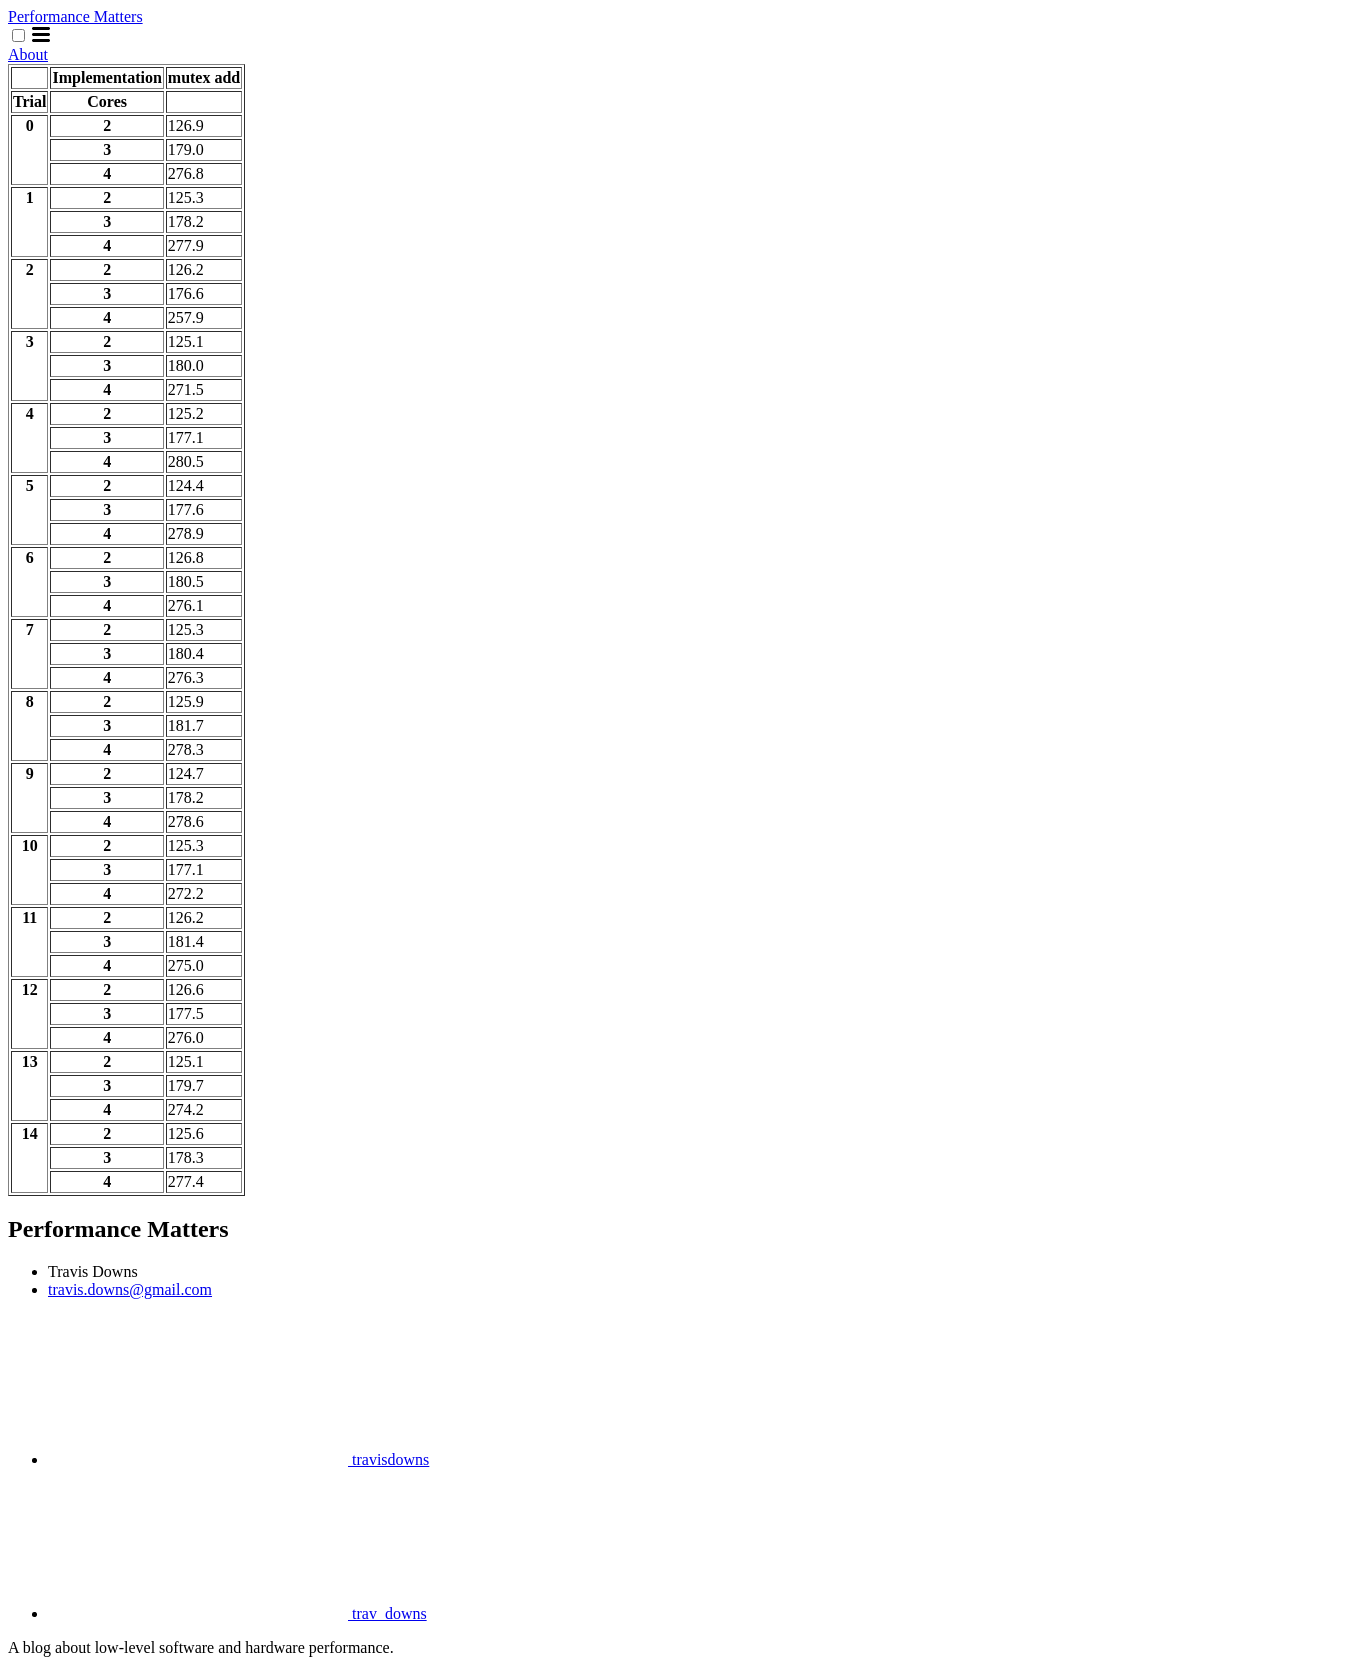 Performance Matters
About
Implementation mutex add
Trial Cores
0 2 126.9
3 179.0
4 276.8
1 2 125.3
3 178.2
4 277.9
2 2 126.2
3 176.6
4 257.9
3 2 125.1
3 180.0
4 271.5
4 2 125.2
3 177.1
4 280.5
5 2 124.4
3 177.6
4 278.9
6 2 126.8
3 180.5
4 276.1
7 2 125.3
3 180.4
4 276.3
8 2 125.9
3 181.7
4 278.3
9 2 124.7
3 178.2
4 278.6
10 2 125.3
3 177.1
4 272.2
11 2 126.2
3 181.4
4 275.0
12 2 126.6
3 177.5
4 276.0
13 2 125.1
3 179.7
4 274.2
14 2 125.6
3 178.3
4 277.4
Performance Matters
Travis Downs
travis.downs@gmail.com
travisdowns
trav_downs
A blog about low-level software and hardware performance.